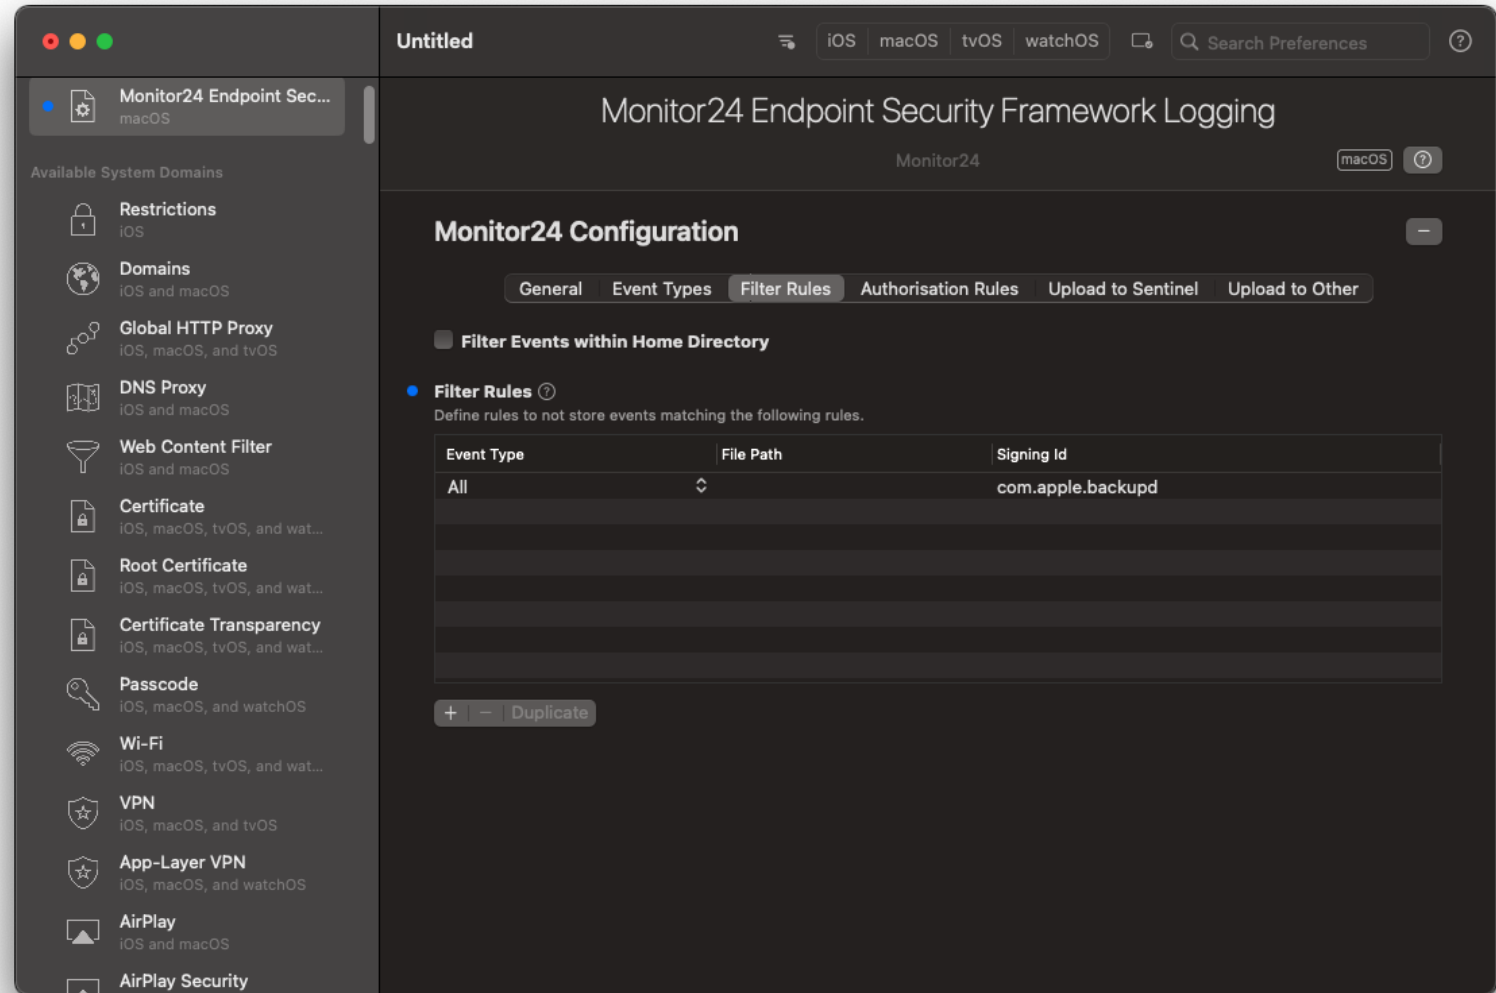 Untitled
iOS macOS tvOS watchOS
Search Preferences
Monitor24 Endpoint Sec...
macOS
Available System Domains
Restrictions
iOS
Domains
iOS and macOS
Global HTTP Proxy
iOS, macOS, and tvOS
DNS Proxy
iOS and macOS
Web Content Filter
iOS and macOS
Certificate
iOS, macOS, tvOS, and wat...
Root Certificate
iOS, macOS, tvOS, and wat...
Certificate Transparency
iOS, macOS, tvOS, and wat...
Passcode
iOS, macOS, and watchOS
Wi-Fi
iOS, macOS, tvOS, and wat...
VPN
iOS, macOS, and tvOS
App-Layer VPN
iOS, macOS, and watchOS
AirPlay
iOS and macOS
AirPlay Security
Monitor24 Endpoint Security Framework Logging
Monitor24
macOS
Monitor24 Configuration
General Event Types Filter Rules Authorisation Rules Upload to Sentinel Upload to Other
Filter Events within Home Directory
Filter Rules
Define rules to not store events matching the following rules.
Event Type File Path Signing Id
All com.apple.backupd
+ − Duplicate